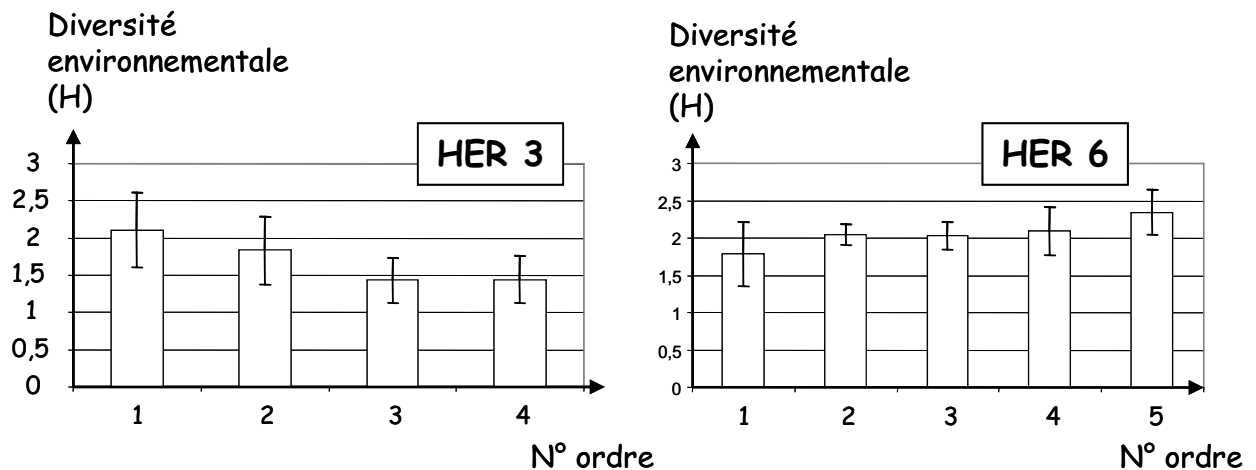 Diversité
environnementale
(H)
HER 3
3
2,5
2
1,5
1
0,5
0
1 2 3 4
N° ordre
Diversité
environnementale
(H)
HER 6
3
2,5
2
1,5
1
0,5
0
1 2 3 4 5
N° ordre